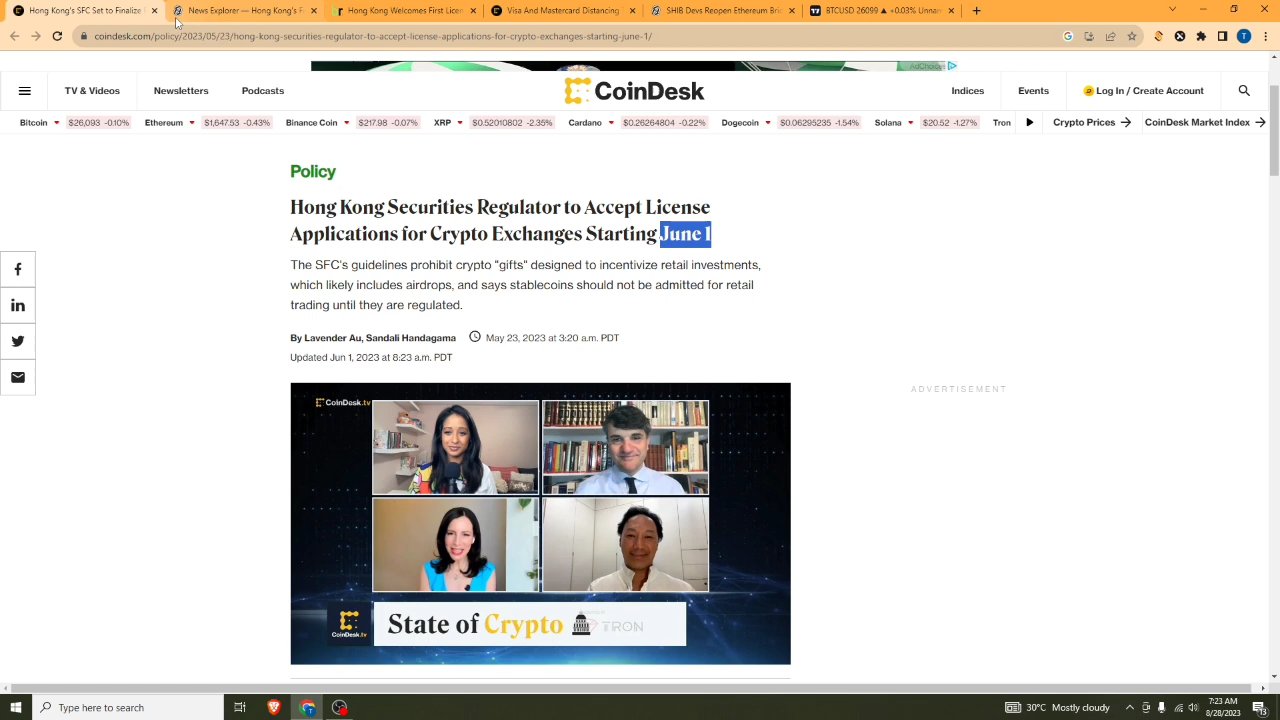 Hong Kong's SFC Set to Finalize
News Explorer — Hong Kong's F
Hong Kong Welcomes Crypto E
Visa And Mastercard Distancing
SHIB Dev Responds Ethereum Bri
BTCUSD 26099 ▲ +0.03% Unnan
coindesk.com/policy/2023/05/23/hong-kong-securities-regulator-to-accept-license-applications-for-crypto-exchanges-starting-june-1/
T
AdChoices
TV & Videos
Newsletters
Podcasts
CoinDesk
Indices
Events
Log In / Create Account
Bitcoin $26,093 -0.10%
Ethereum $1,647.53 -0.43%
Binance Coin $217.98 -0.07%
XRP $0.52010802 -2.35%
Cardano $0.26264804 -0.22%
Dogecoin $0.06295235 -1.54%
Solana $20.52 -1.27%
Tron
Crypto Prices
CoinDesk Market Index
Policy
Hong Kong Securities Regulator to Accept License
Applications for Crypto Exchanges Starting June 1
The SFC's guidelines prohibit crypto "gifts" designed to incentivize retail investments,
which likely includes airdrops, and says stablecoins should not be admitted for retail
trading until they are regulated.
By Lavender Au, Sandali Handagama
May 23, 2023 at 3:20 a.m. PDT
Updated Jun 1, 2023 at 8:23 a.m. PDT
ADVERTISEMENT
CoinDesk.tv
State of Crypto
TRON
CoinDesk.tv
Type here to search
T
30°C Mostly cloudy
7:23 AM
8/28/2023